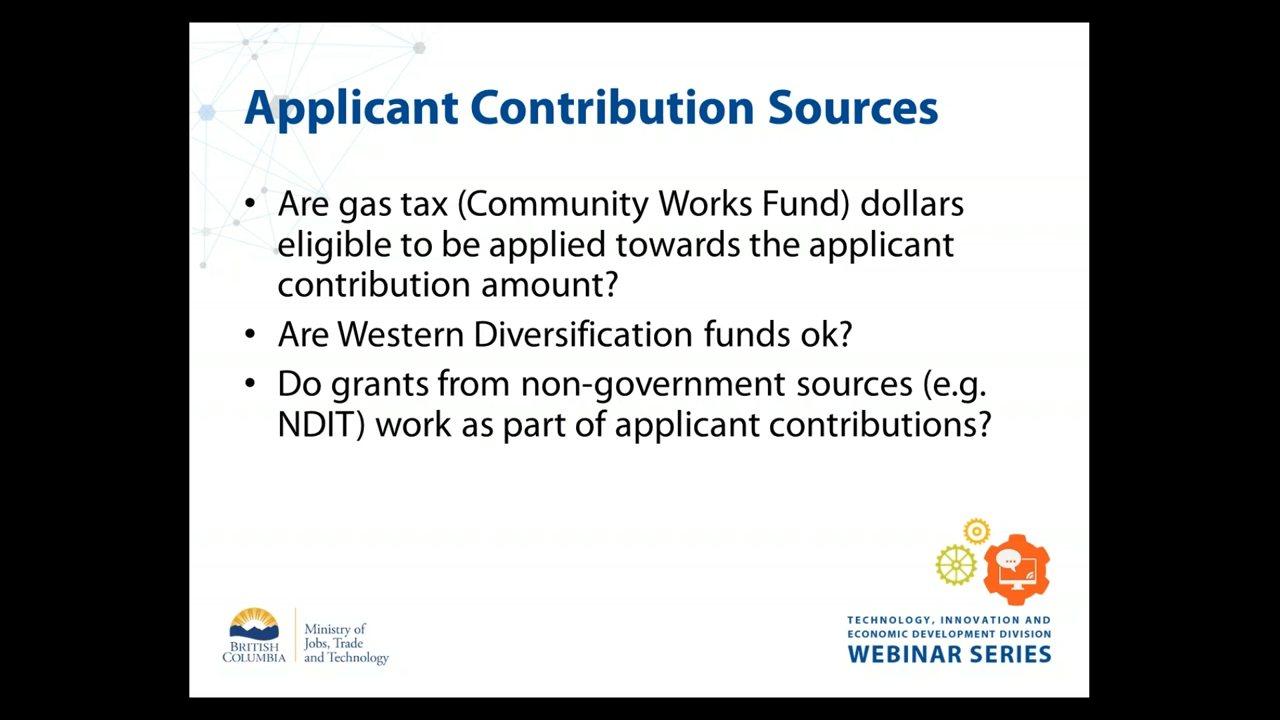 Applicant Contribution Sources
• Are gas tax (Community Works Fund) dollars
eligible to be applied towards the applicant
contribution amount?
• Are Western Diversification funds ok?
• Do grants from non-government sources (e.g.
NDIT) work as part of applicant contributions?
BRITISH
COLUMBIA
Ministry of
Jobs, Trade
and Technology
TECHNOLOGY, INNOVATION AND
ECONOMIC DEVELOPMENT DIVISION
WEBINAR SERIES